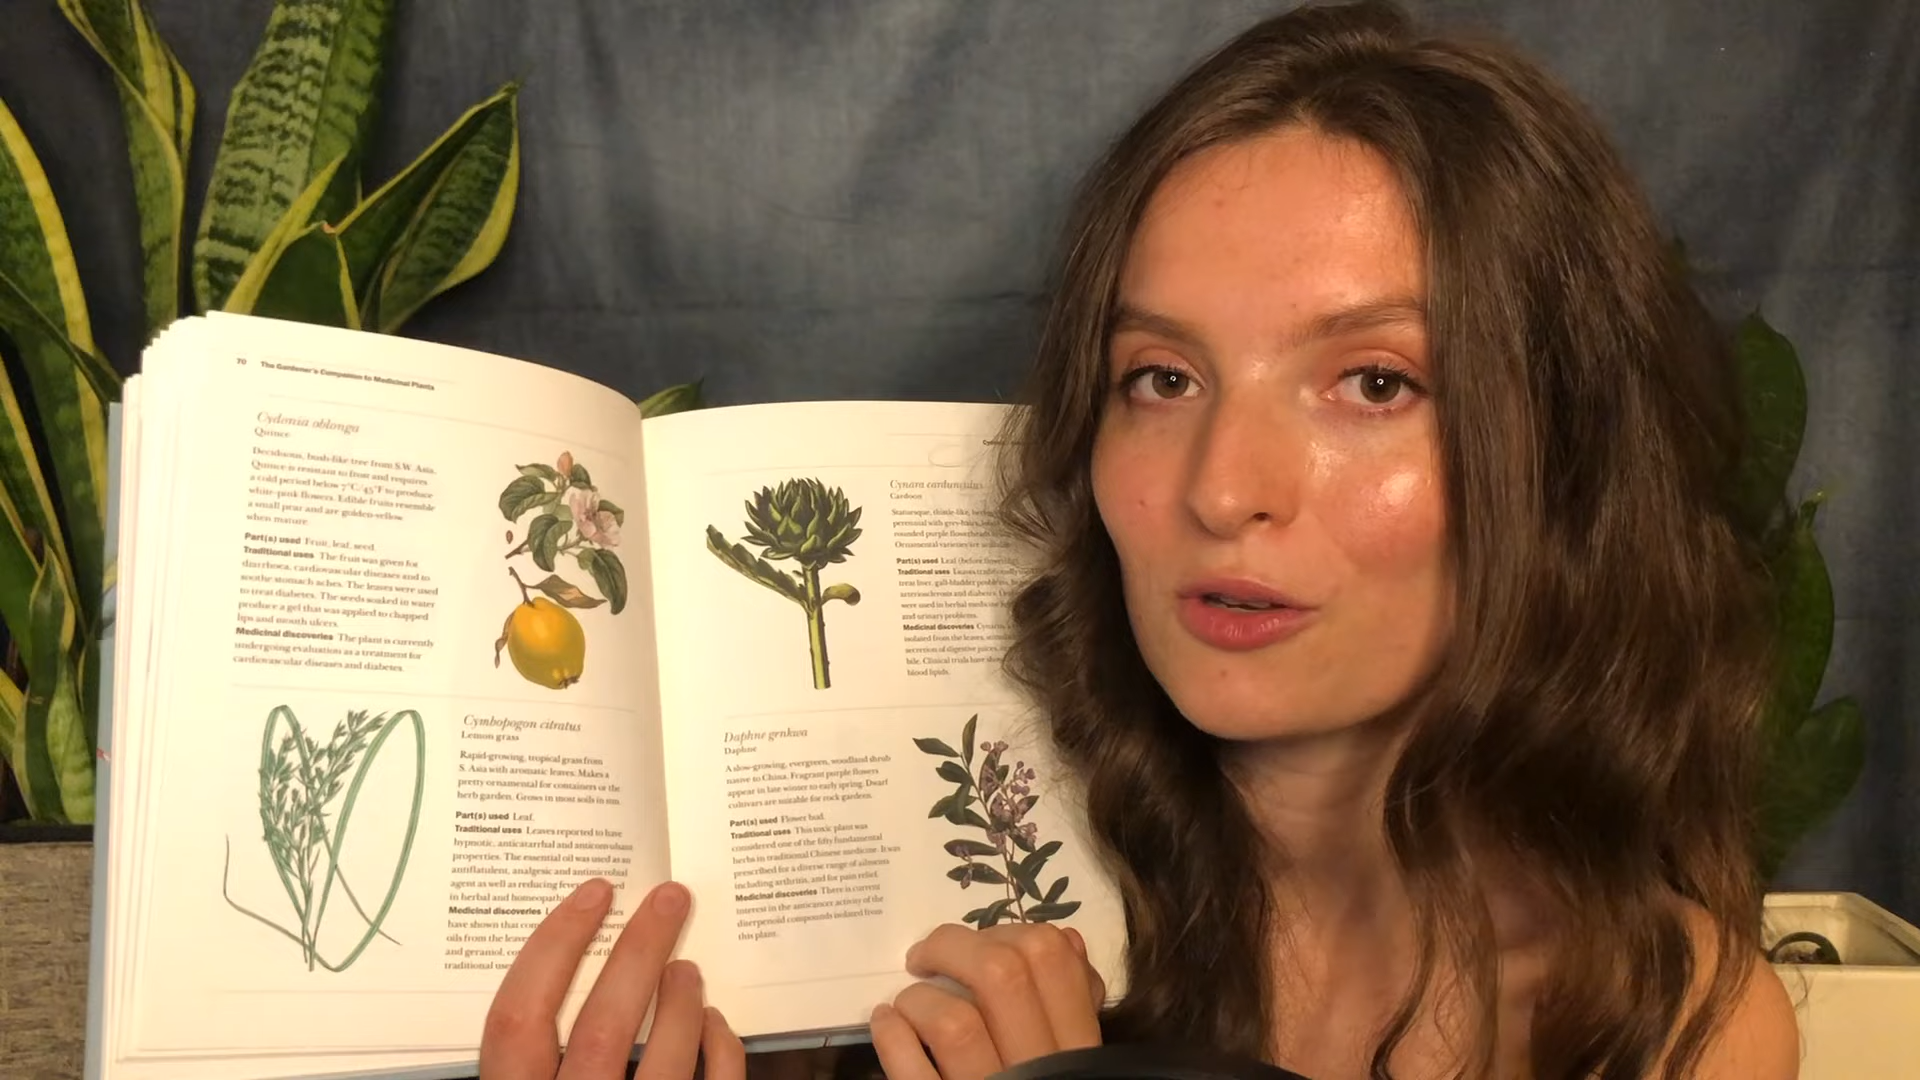 70 The Gardener's Companion to Medicinal Plants
Cydonia oblonga
Quince
Deciduous, bush-like tree from S.W. Asia.
Quince is resistant to frost and requires
a cold period below 7°C/45°F to produce
white-pink flowers. Edible fruits resemble
a small pear and are golden-yellow
when mature.
Part(s) used Fruit, leaf, seed.
Traditional uses The fruit was given for
diarrhoea, cardiovascular diseases and to
soothe stomach aches. The leaves were used
to treat diabetes. The seeds soaked in water
produce a gel that was applied to chapped
lips and mouth ulcers.
Medicinal discoveries The plant is currently
undergoing evaluation as a treatment for
cardiovascular diseases and diabetes.
Cymbopogon citratus
Lemon grass
Rapid-growing, tropical grass from
S. Asia with aromatic leaves. Makes a
pretty ornamental for containers or the
herb garden. Grows in most soils in sun.
Part(s) used Leaf.
Traditional uses Leaves reported to have
hypnotic, anticatarrhal and anticonvulsant
properties. The essential oil was used as an
antiflatulent, analgesic and antimicrobial
agent as well as reducing
in herbal and
Medicinal discoveries
have shown that
oils from the
and geraniol, of
traditional
Cynara cardunculus
Cardoon
Statuesque, thistle-like,
perennial with
rounded purple
Ornamental varieties are
Part(s) used Leaf (before flowering).
Traditional uses Leaves traditionally
treat liver, gall-bladder problems,
arteriosclerosis and diabetes.
were used in herbal medicine
and urinary problems.
Medicinal discoveries
isolated from the leaves,
secretion of digestive juices,
bile. Clinical trials have
blood lipids.
Daphne genkwa
Daphne
A slow-growing, evergreen, woodland shrub
native to China. Fragrant purple flowers
appear in late winter to early spring. Dwarf
cultivars are suitable for rock gardens.
Part(s) used Flower bud.
Traditional uses This toxic plant was
considered one of the fifty fundamental
herbs in traditional Chinese medicine. It was
prescribed for a diverse range of ailments
including arthritis, and for pain relief.
Medicinal discoveries There is current
interest in the anticancer activity of the
diterpenoid compounds isolated from
this plant.